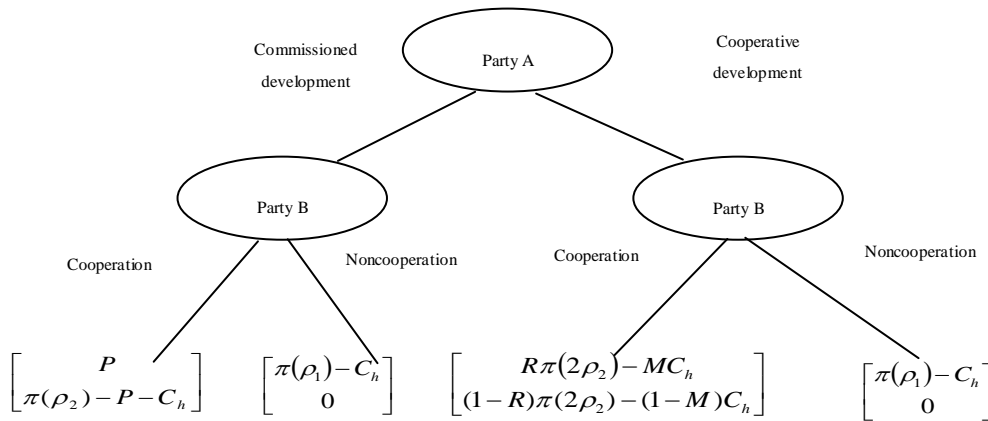 Commissioned
development
Party A
Cooperative
development
Party B
Party B
Cooperation
Noncooperation
Cooperation
Noncooperation
P
π(ρ₂) − P − Cₕ
π(ρ₁) − Cₕ
0
Rπ(2ρ₂) − MCₕ
(1 − R)π(2ρ₂) − (1 − M)Cₕ
π(ρ₁) − Cₕ
0